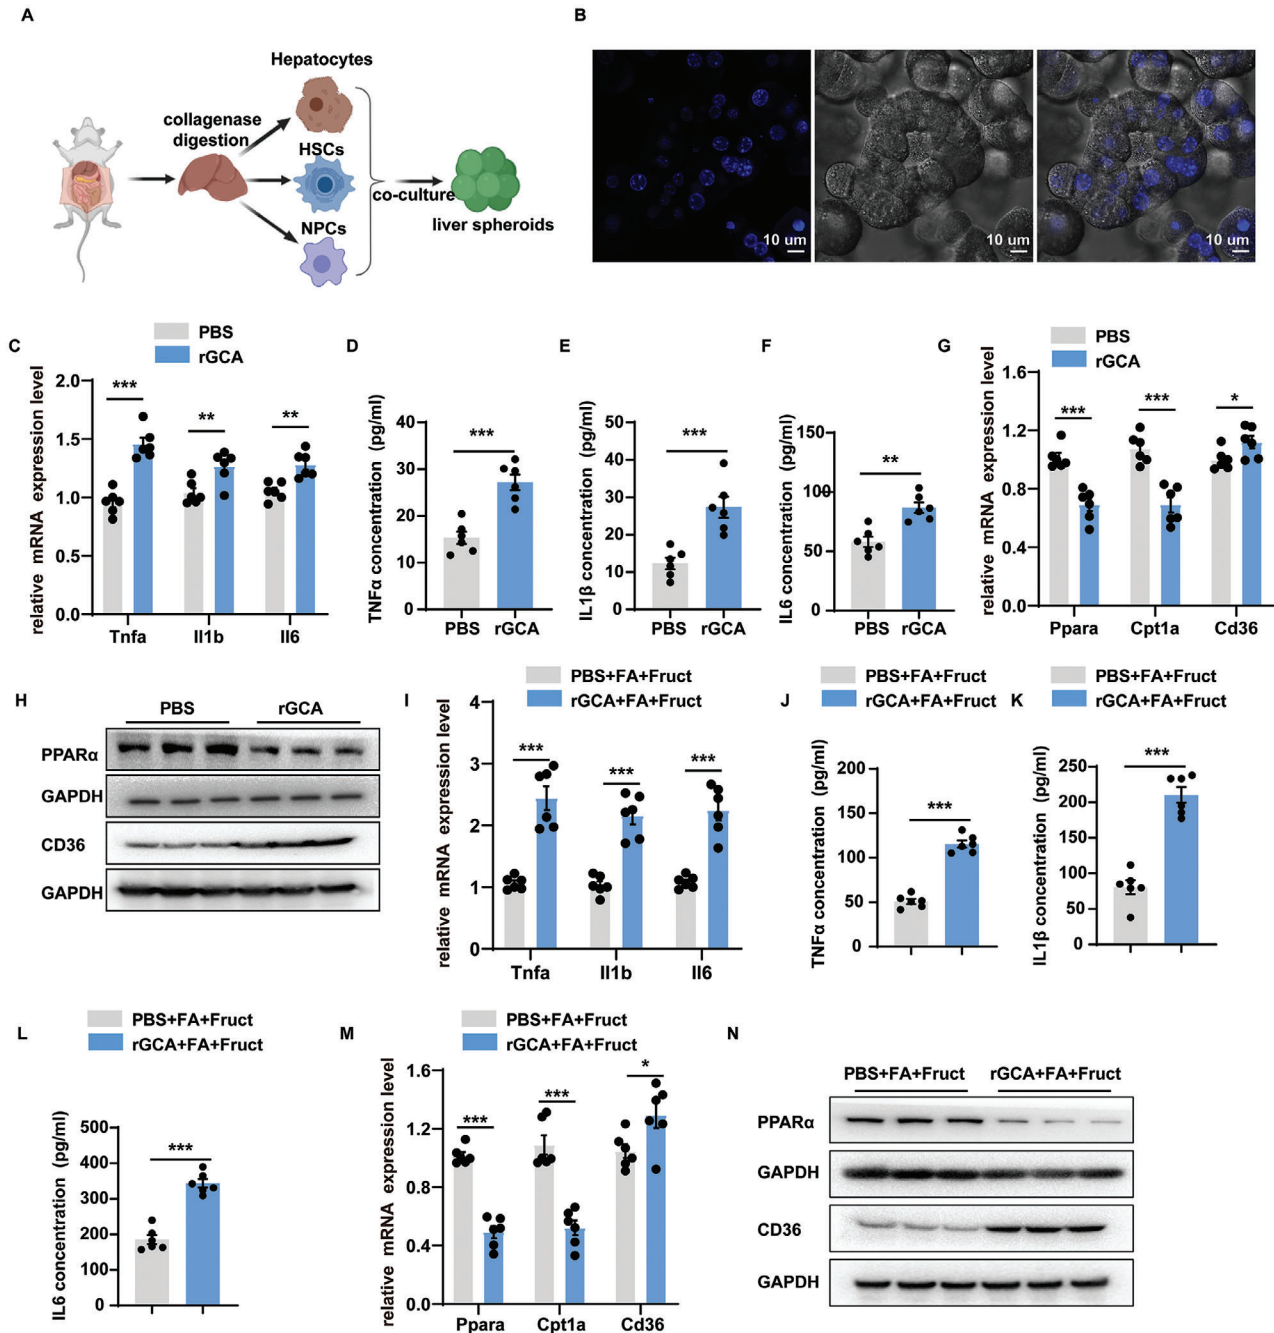 A
Hepatocytes
collagenase
digestion
HSCs
co-culture
NPCs
liver spheroids
B
10 um
10 um
10 um
C
PBS
rGCA
relative mRNA expression level
2.0
1.5
1.0
0.5
0.0
***
**
**
Tnfa
Il1b
Il6
D
TNFα concentration (pg/ml)
40
30
20
10
0
***
PBS
rGCA
E
IL1β concentration (pg/ml)
50
40
30
20
10
0
***
PBS
rGCA
F
IL6 concentration (pg/ml)
150
100
50
0
**
PBS
rGCA
G
PBS
rGCA
relative mRNA expression level
1.6
1.2
0.8
0.4
0.0
***
***
*
Ppara
Cpt1a
Cd36
H
PBS
rGCA
PPARα
GAPDH
CD36
GAPDH
I
PBS+FA+Fruct
rGCA+FA+Fruct
relative mRNA expression level
4
3
2
1
0
***
***
***
Tnfa
Il1b
Il6
J
PBS+FA+Fruct
rGCA+FA+Fruct
TNFα concentration (pg/ml)
200
150
100
50
0
***
K
PBS+FA+Fruct
rGCA+FA+Fruct
IL1β concentration (pg/ml)
250
200
150
100
50
0
***
L
PBS+FA+Fruct
rGCA+FA+Fruct
IL6 concentration (pg/ml)
500
400
300
200
100
0
***
M
PBS+FA+Fruct
rGCA+FA+Fruct
relative mRNA expression level
1.6
1.2
0.8
0.4
0.0
***
***
*
Ppara
Cpt1a
Cd36
N
PBS+FA+Fruct
rGCA+FA+Fruct
PPARα
GAPDH
CD36
GAPDH